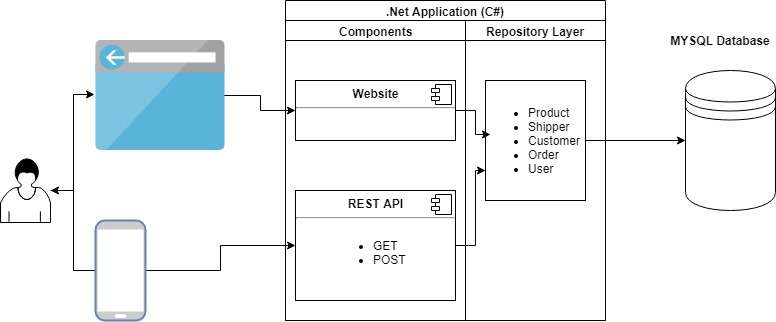 .Net Application (C#)
Components
Repository Layer
MYSQL Database
Website
Product
Shipper
Customer
Order
User
REST API
GET
POST